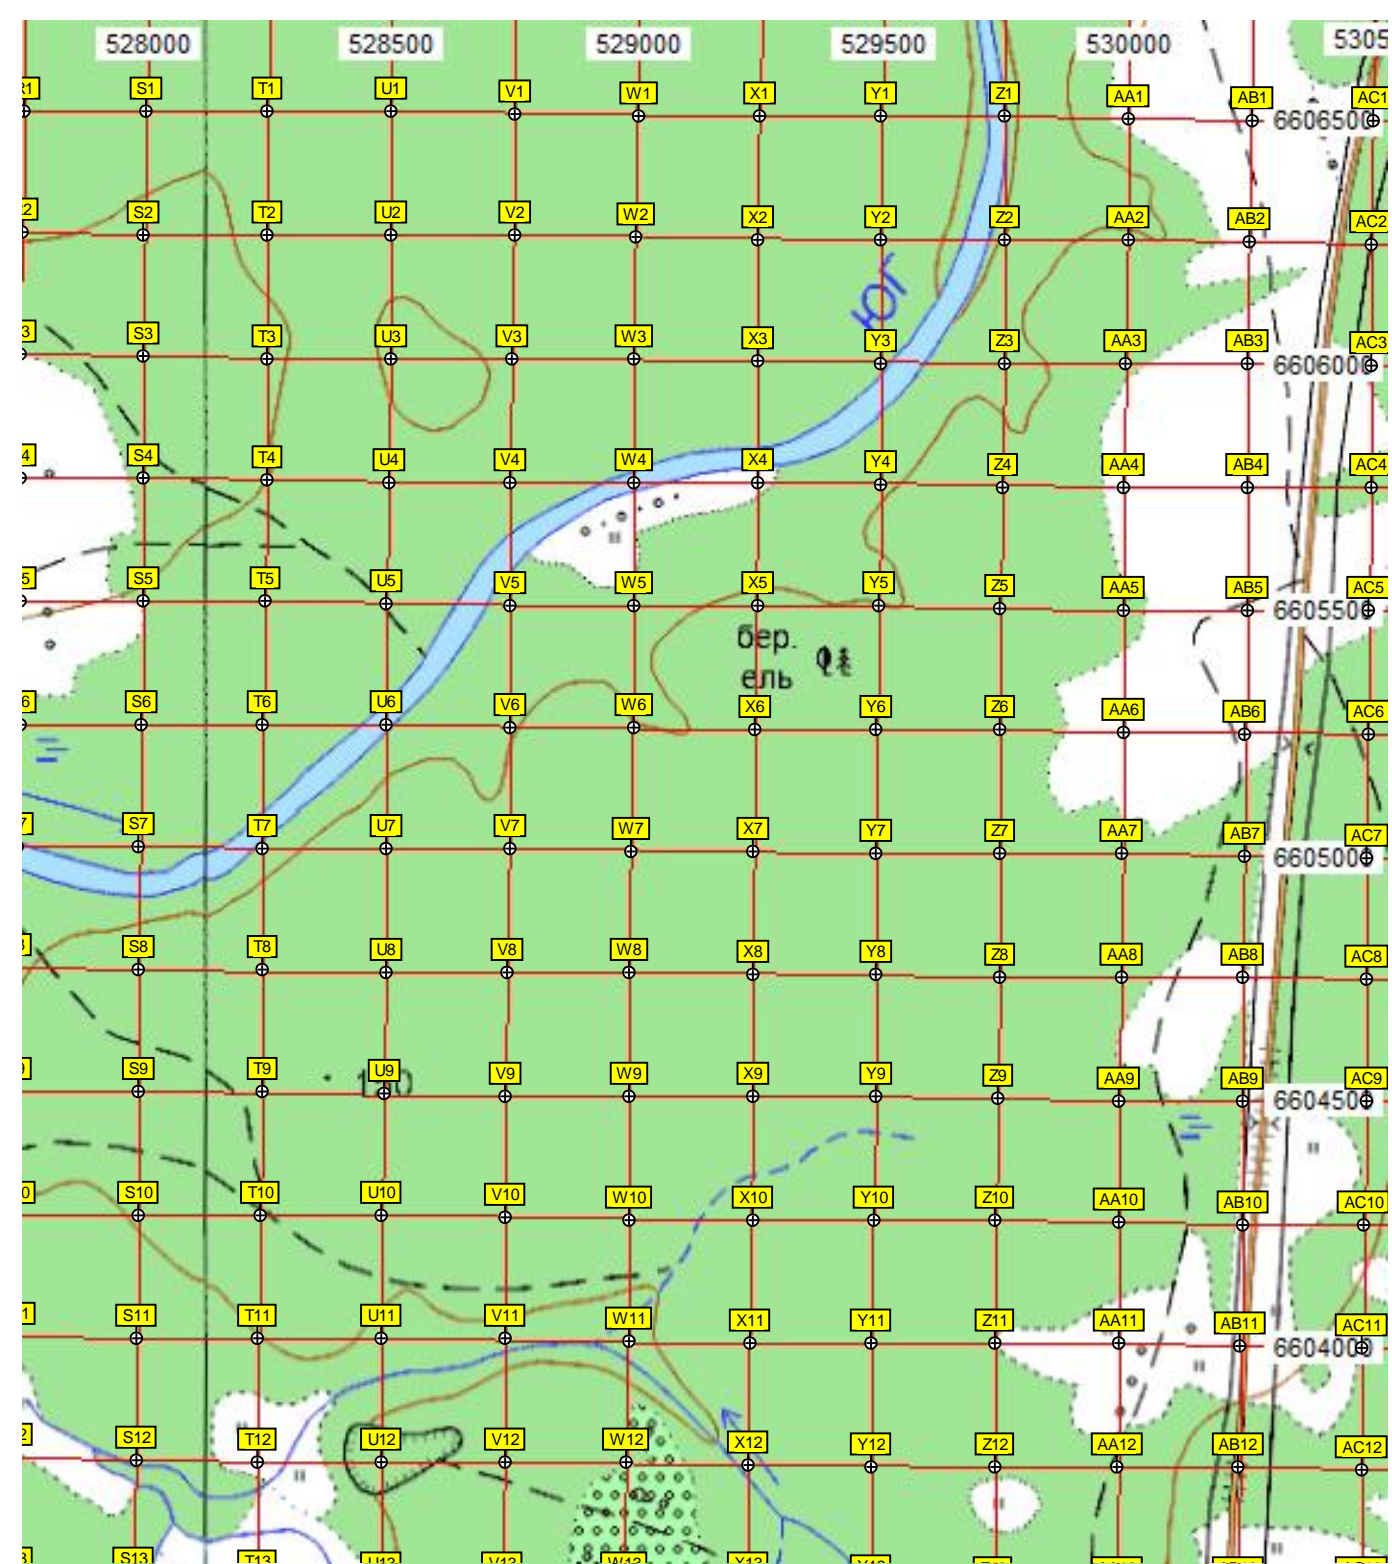 528000 528500 529000 529500 530000
S1 T1 U1 V1 W1 X1 Y1 Z1 AA1 AB1 AC1
6606500
S2 T2 U2 V2 W2 X2 Y2 Z2 AA2 AB2 AC2
ЮГ
S3 T3 U3 V3 W3 X3 Y3 Z3 AA3 AB3 AC3
6606000
S4 T4 U4 V4 W4 X4 Y4 Z4 AA4 AB4 AC4
S5 T5 U5 V5 W5 X5 Y5 Z5 AA5 AB5 AC5
6605500
бер.
ель
S6 T6 U6 V6 W6 X6 Y6 Z6 AA6 AB6 AC6
S7 T7 U7 V7 W7 X7 Y7 Z7 AA7 AB7 AC7
6605000
S8 T8 U8 V8 W8 X8 Y8 Z8 AA8 AB8 AC8
S9 T9 U9 V9 W9 X9 Y9 Z9 AA9 AB9 AC9
6604500
S10 T10 U10 V10 W10 X10 Y10 Z10 AA10 AB10 AC10
S11 T11 U11 V11 W11 X11 Y11 Z11 AA11 AB11 AC11
6604000
S12 T12 U12 V12 W12 X12 Y12 Z12 AA12 AB12 AC12
S13 T13 U13 V13 W13 X13